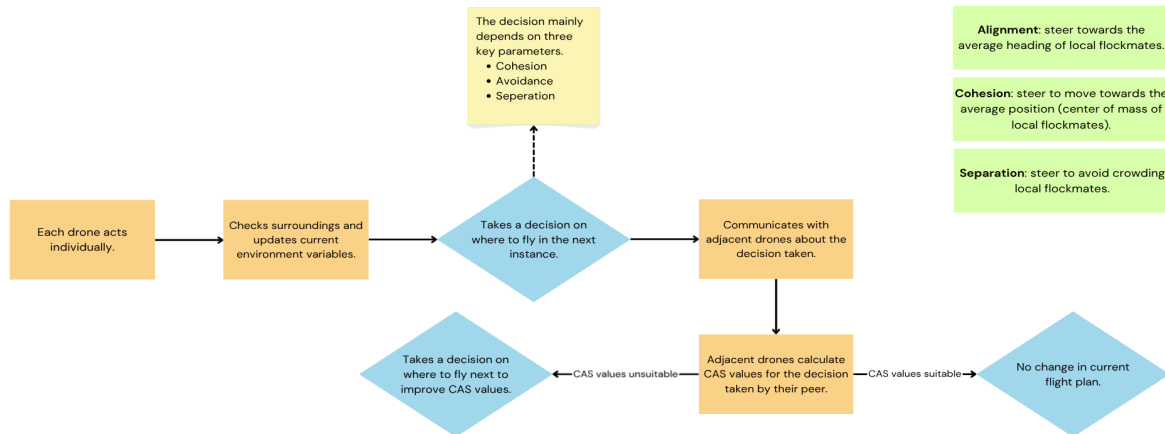 The decision mainly
depends on three
key parameters.
Cohesion
Avoidance
Seperation
Alignment: steer towards the
average heading of local flockmates.
Cohesion: steer to move towards the
average position (center of mass of
local flockmates).
Separation: steer to avoid crowding
local flockmates.
Each drone acts
individually.
Checks surroundings and
updates current
environment variables.
Takes a decision on
where to fly in the next
instance.
Communicates with
adjacent drones about the
decision taken.
Takes a decision on
where to fly next to
improve CAS values.
CAS values unsuitable
Adjacent drones calculate
CAS values for the decision
taken by their peer.
CAS values suitable
No change in current
flight plan.